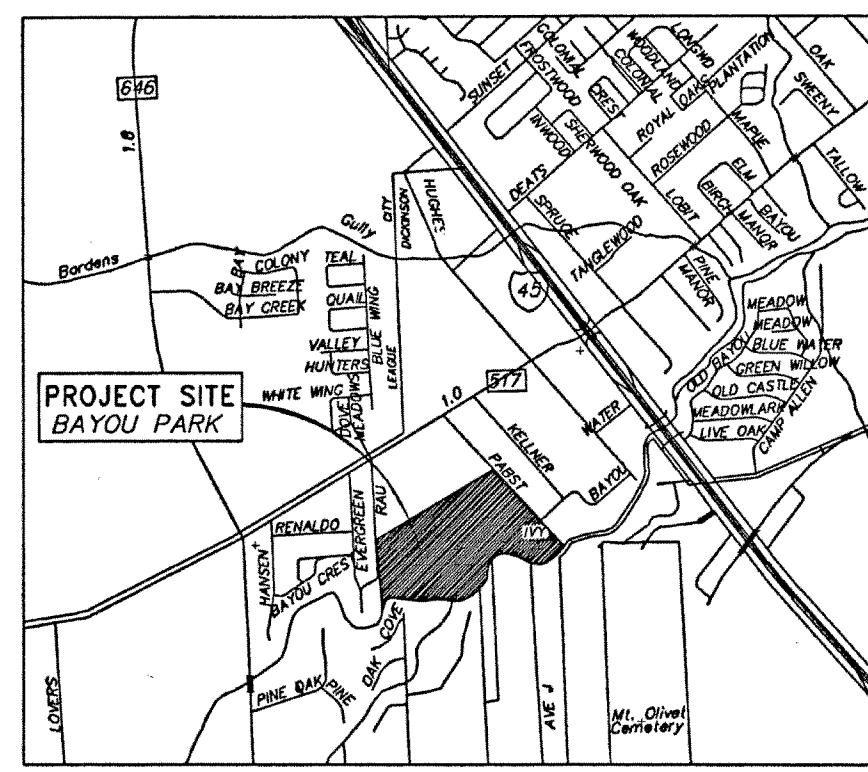 646
1.8
SUNSET
COLONIAL
FROSTWOOD
WOODLAND
COLONIAL
LONGWD
CREST
ROYAL OAKS
PLANTATION
OAK
SWEENY
INWOOD
SHERWOOD OAK
ROSEWOOD
MAPLE
DEATS
SPRUCE
TANGLEWOOD
LOBIT
ELM
BIRCH
MANOR
BAYOU
TALLOW
PINE
MANOR
CITY
DICKINSON
HUGHES
Bordens
Gully
BAY
COLONY
BAY BREEZE
BAY CREEK
TEAL
QUAIL
BLUE WING
LEAGUE
VALLEY
HUNTERS
WHITE WING
DOVE
MEADOWS
45
517
1.0
PROJECT SITE
BAYOU PARK
MEADOW
MEADOW
BLUE WATER
GREEN WILLOW
OLD BAYOU
OLD CASTLE
MEADOWLARK
LIVE OAK
CAMP ALLEN
WATER
KELLNER
PABST
BAYOU
IVY
RAU
EVERGREEN
RENALDO
HANSEN
BAYOU CREST
COVE
OAK
PINE OAK
PINE
LOVERS
AVE J
Mt. Olivet
Cemetery